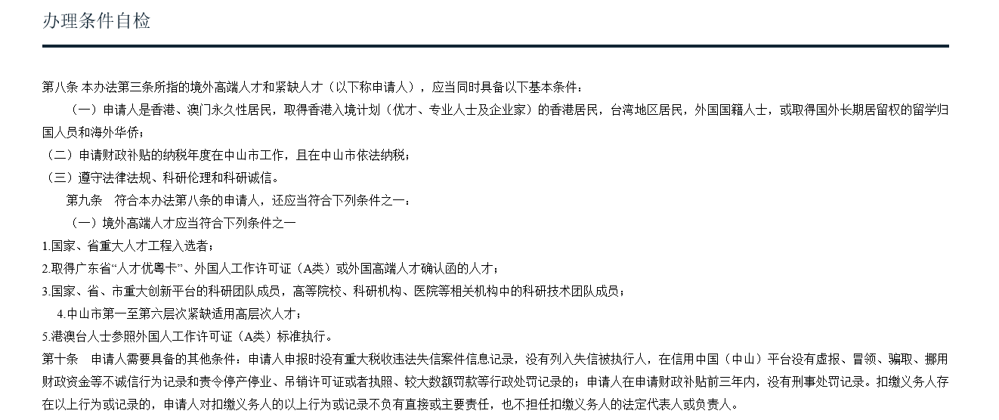 办理条件自检
第八条 本办法第三条所指的境外高端人才和紧缺人才（以下称申请人），应当同时具备以下基本条件：
（一）申请人是香港、澳门永久性居民，取得香港入境计划（优才、专业人士及企业家）的香港居民，台湾地区居民，外国国籍人士，或取得国外长期居留权的留学归
国人员和海外华侨；
（二）申请财政补贴的纳税年度在中山市工作，且在中山市依法纳税；
（三）遵守法律法规、科研伦理和科研诚信。
第九条　符合本办法第八条的申请人，还应当符合下列条件之一：
（一）境外高端人才应当符合下列条件之一
1.国家、省重大人才工程入选者；
2.取得广东省“人才优粤卡”、外国人工作许可证（A类）或外国高端人才确认函的人才；
3.国家、省、市重大创新平台的科研团队成员，高等院校、科研机构、医院等相关机构中的科研技术团队成员；
4.中山市第一至第六层次紧缺适用高层次人才；
5.港澳台人士参照外国人工作许可证（A类）标准执行。
第十条　申请人需要具备的其他条件：申请人申报时没有重大税收违法失信案件信息记录，没有列入失信被执行人，在信用中国（中山）平台没有虚报、冒领、骗取、挪用
财政资金等不诚信行为记录和责令停产停业、吊销许可证或者执照、较大数额罚款等行政处罚记录的；申请人在申请财政补贴前三年内，没有刑事处罚记录。扣缴义务人存
在以上行为或记录的，申请人对扣缴义务人的以上行为或记录不负有直接或主要责任，也不担任扣缴义务人的法定代表人或负责人。